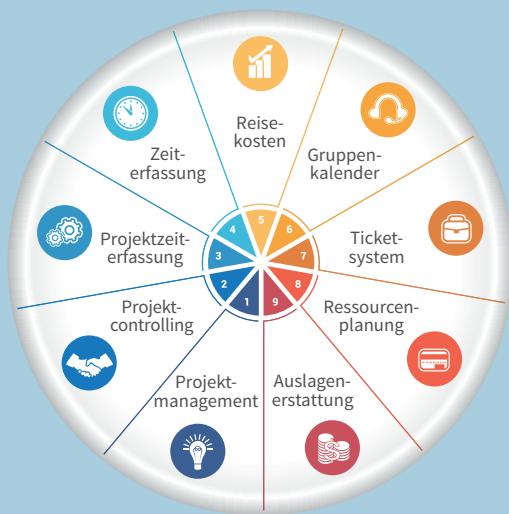 Reise-
kosten
Zeit-
erfassung
Gruppen-
kalender
Projektzeit-
erfassung
Ticket-
system
Projekt-
controlling
Ressourcen-
planung
Projekt-
management
Auslagen-
erstattung
5
4
6
3
7
2
8
1
9